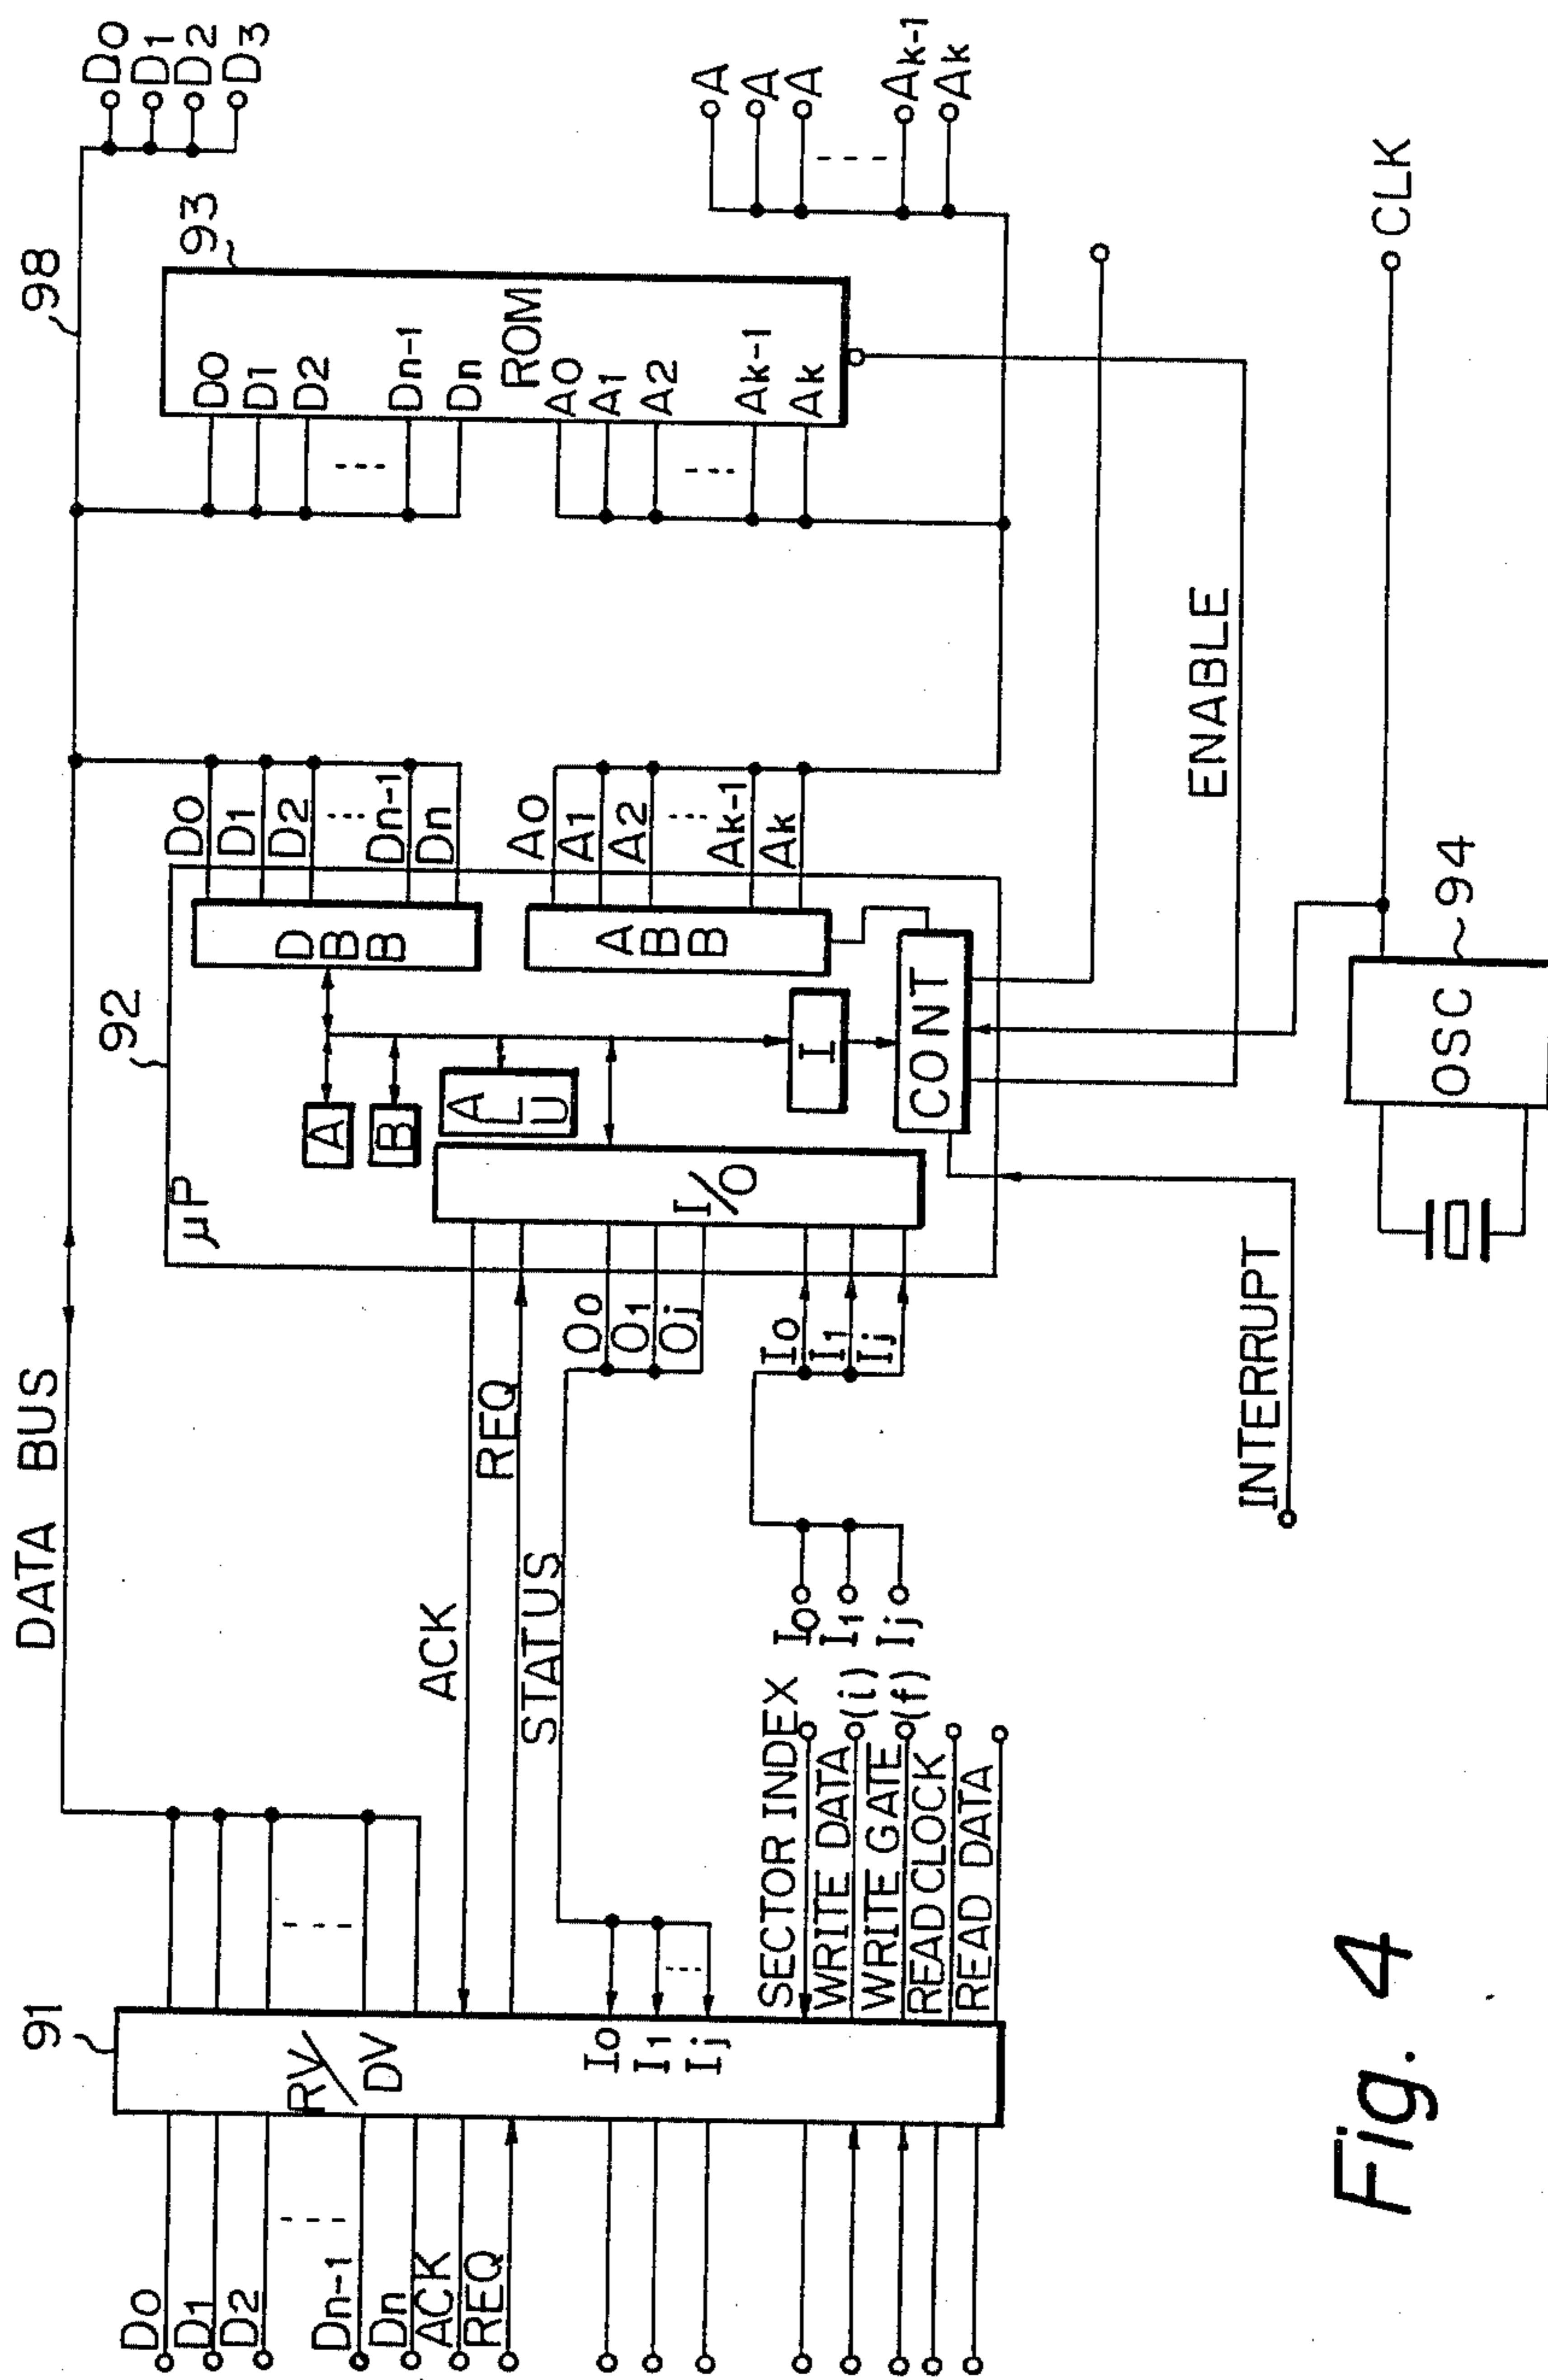 D0
D1
D2
Dn-1
Dn
ACK
REQ
91
RV/DV
I0
I1
Ij
DATA BUS
ACK
REQ
STATUS
SECTOR INDEX
WRITE DATA
WRITE GATE
READ CLOCK
READ DATA
(i)
(f)
I0
I1
Ij
O0
O1
Oj
I0
I1
Ij
INTERRUPT
92
μP
A
B
ALU
I/O
DBB
ABB
I
CONT
D0
D1
D2
Dn-1
Dn
A0
A1
A2
Ak-1
Ak
ENABLE
OSC
94
CLK
98
93
D0
D1
D2
Dn-1
Dn
ROM
A0
A1
A2
Ak-1
Ak
D0
D1
D2
D3
A
A
A
Ak-1
Ak
Fig. 4